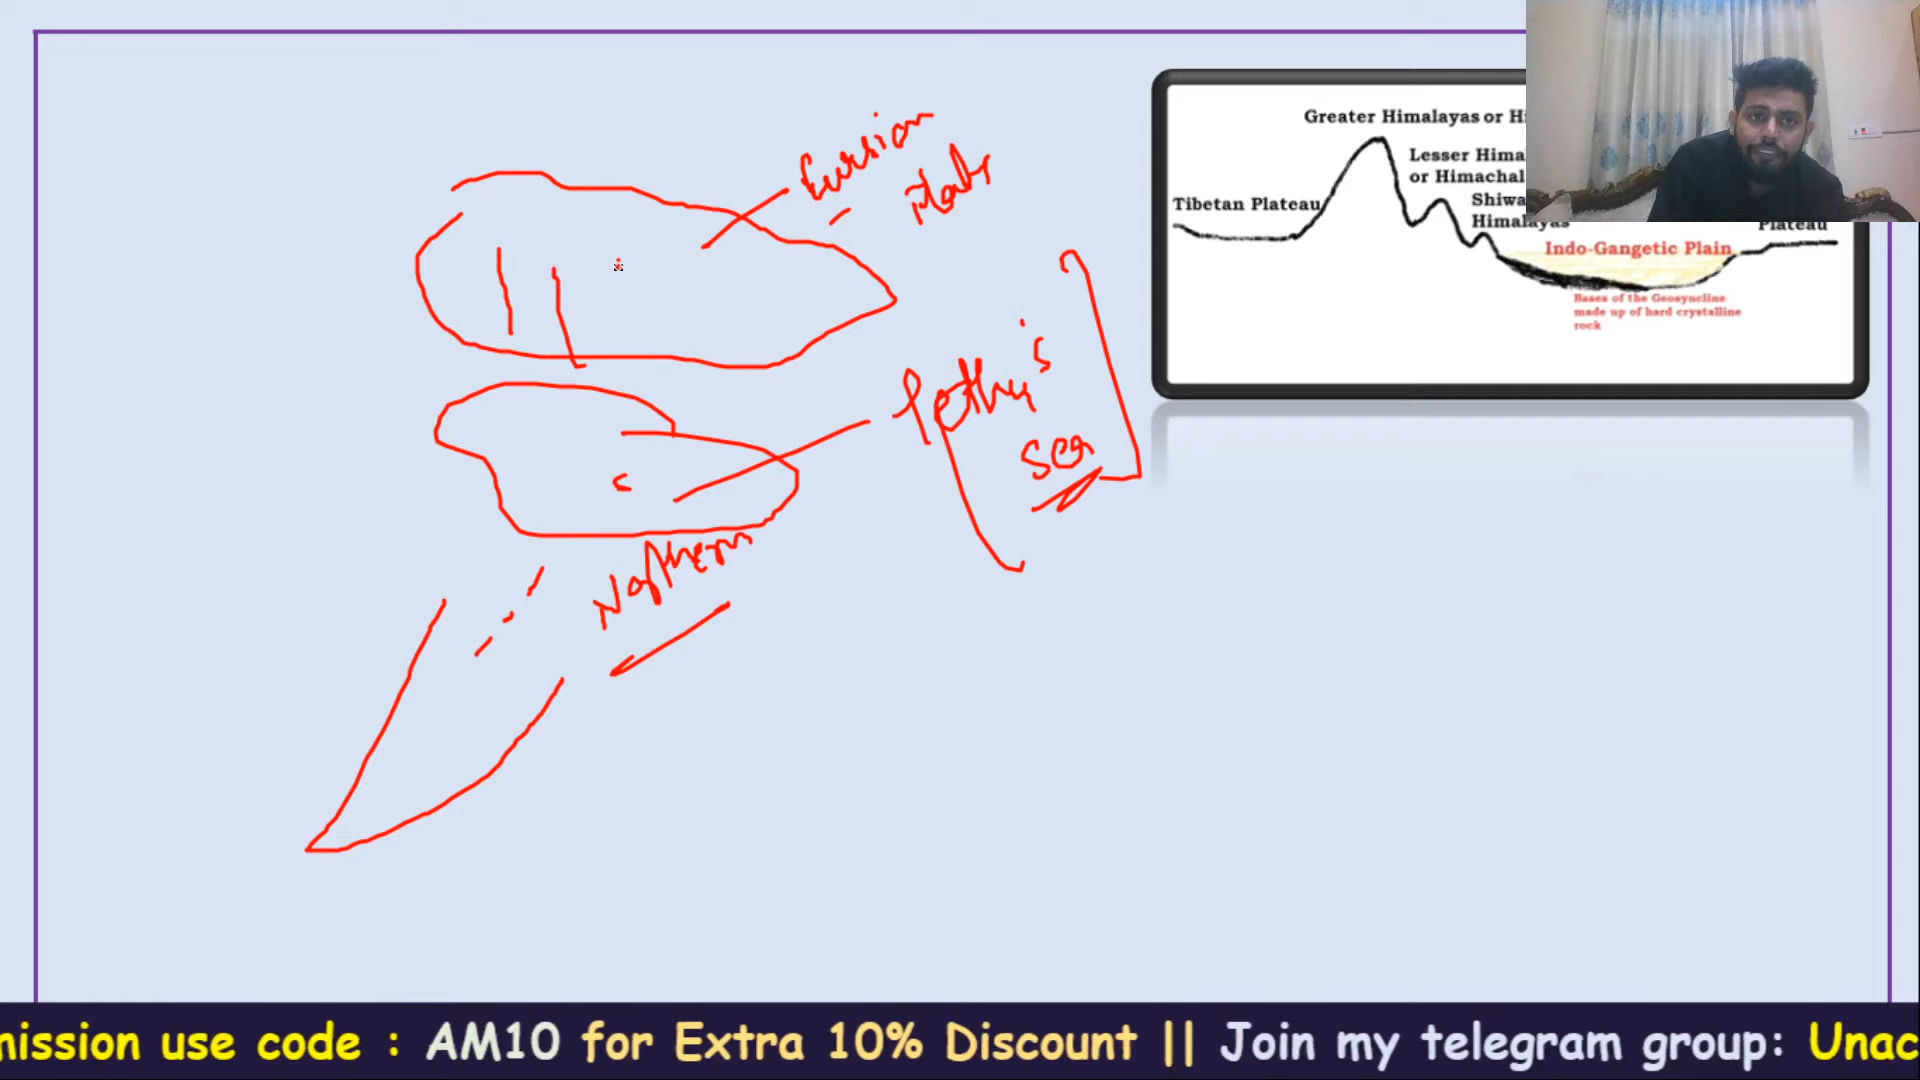 Greater Himalayas or Hi
Lesser Hima
or Himachal
Tibetan Plateau
Shiwa
Himalayas
Plateau
Indo-Gangetic Plain
Bases of the Geosyncline
made up of hard crystalline
rock
Eursion
Plate
Tethys's
sea
Northern
mission use code : AM10 for Extra 10% Discount || Join my telegram group: Unac